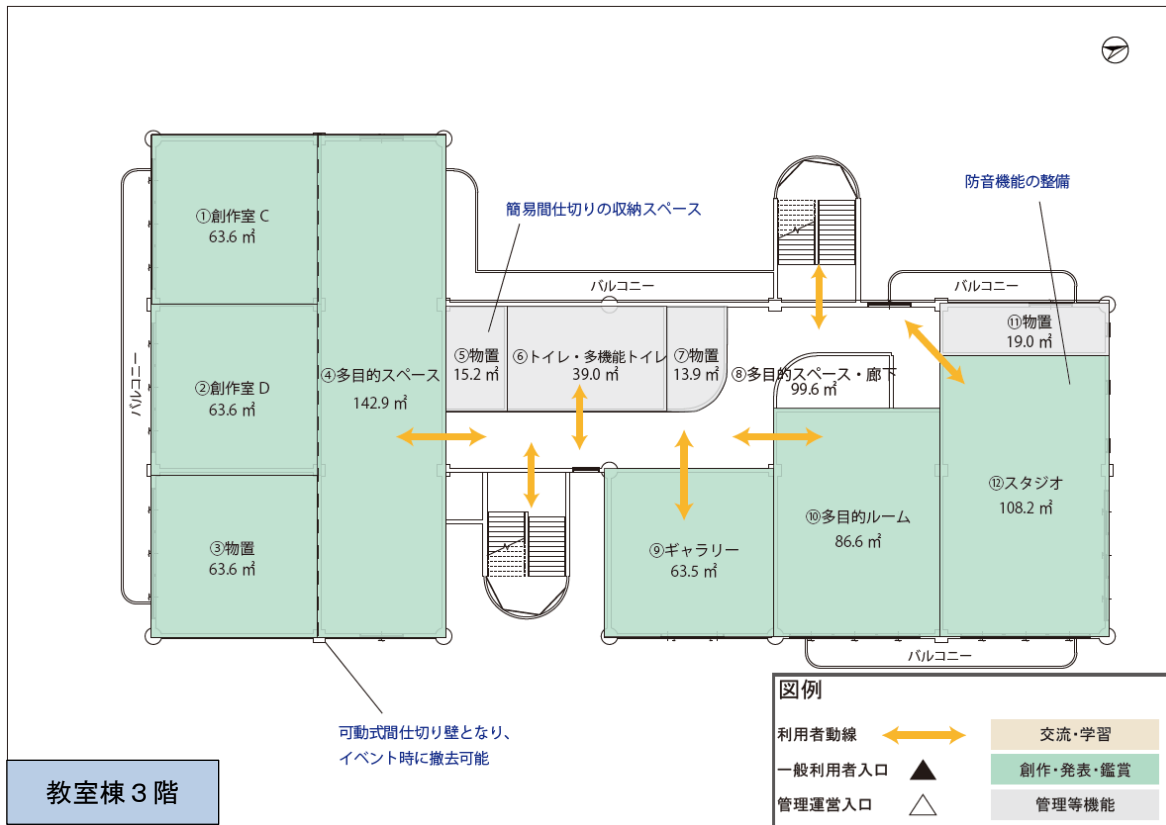 防音機能の整備
簡易間仕切りの収納スペース
①創作室 C
63.6 ㎡
バルコニー
バルコニー
⑪物置
19.0 ㎡
⑤物置
15.2 ㎡
⑥トイレ・多機能トイレ
39.0 ㎡
⑦物置
13.9 ㎡
⑧多目的スペース・廊下
99.6 ㎡
バルコニー
②創作室 D
63.6 ㎡
④多目的スペース
142.9 ㎡
⑫スタジオ
108.2 ㎡
③物置
63.6 ㎡
⑨ギャラリー
63.5 ㎡
⑩多目的ルーム
86.6 ㎡
バルコニー
可動式間仕切り壁となり、
イベント時に撤去可能
教室棟3階
図例
利用者動線
交流・学習
一般利用者入口
創作・発表・鑑賞
管理運営入口
管理等機能